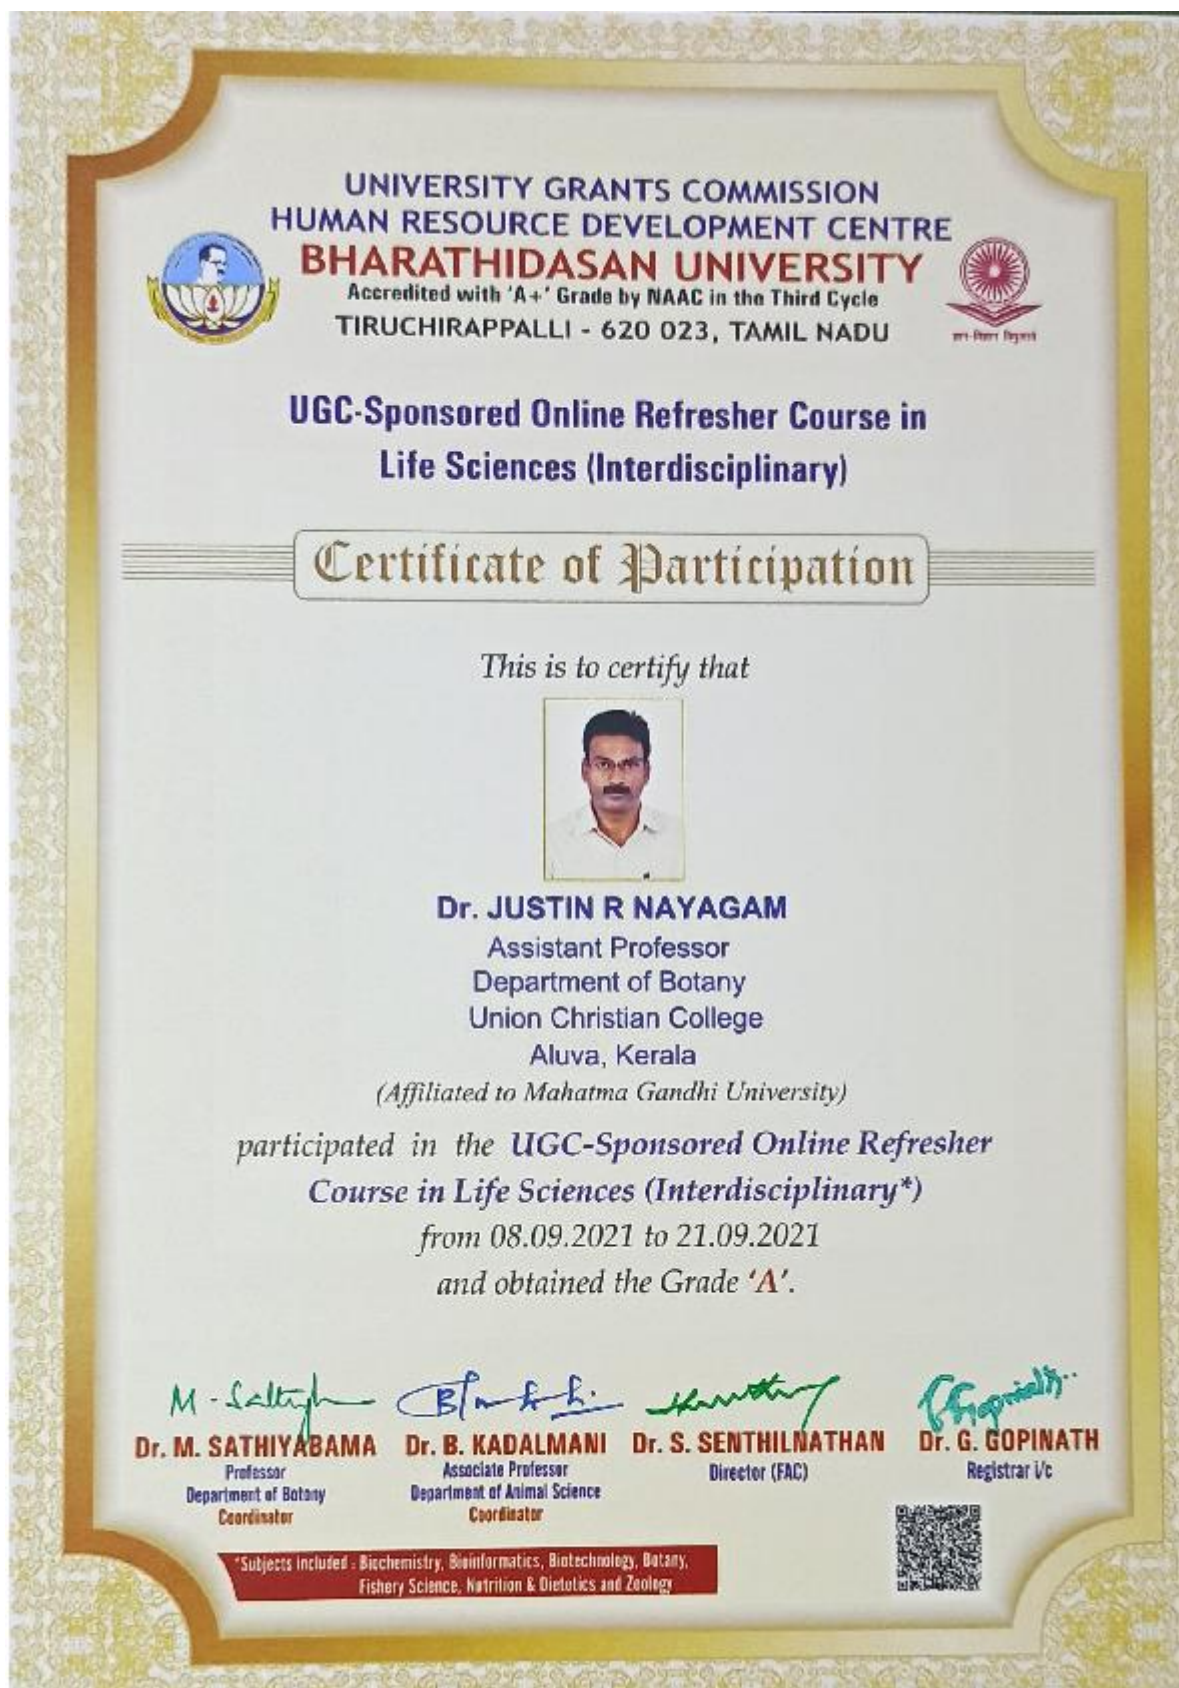 UNIVERSITY GRANTS COMMISSION
HUMAN RESOURCE DEVELOPMENT CENTRE
BHARATHIDASAN UNIVERSITY
Accredited with 'A+' Grade by NAAC in the Third Cycle
TIRUCHIRAPPALLI - 620 023, TAMIL NADU
ज्ञान-विज्ञान विमुक्तये
UGC-Sponsored Online Refresher Course in
Life Sciences (Interdisciplinary)
Certificate of Participation
This is to certify that
Dr. JUSTIN R NAYAGAM
Assistant Professor
Department of Botany
Union Christian College
Aluva, Kerala
(Affiliated to Mahatma Gandhi University)
participated in the UGC-Sponsored Online Refresher
Course in Life Sciences (Interdisciplinary*)
from 08.09.2021 to 21.09.2021
and obtained the Grade 'A'.
Dr. M. SATHIYABAMA
Professor
Department of Botany
Coordinator
Dr. B. KADALMANI
Associate Professor
Department of Animal Science
Coordinator
Dr. S. SENTHILNATHAN
Director (FAC)
Dr. G. GOPINATH
Registrar i/c
*Subjects included : Biochemistry, Bioinformatics, Biotechnology, Botany,
Fishery Science, Nutrition & Dietetics and Zoology